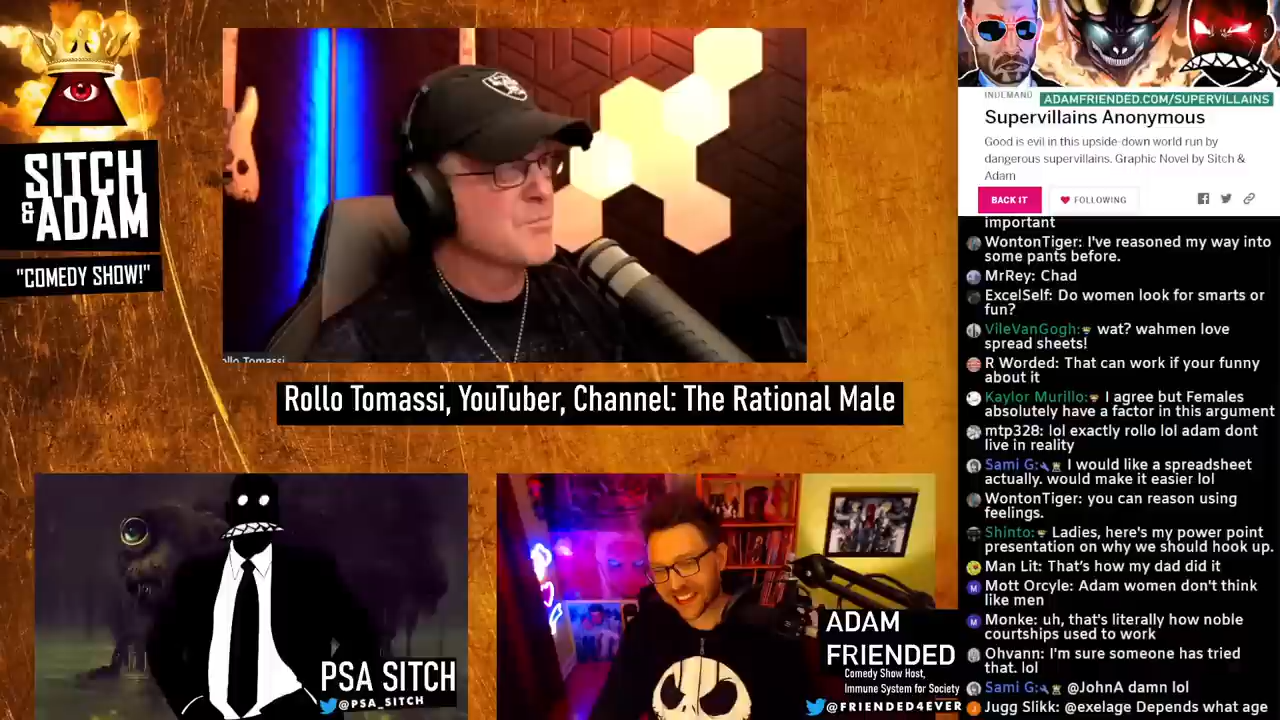 SITCH
& ADAM
"COMEDY SHOW!"
RAIDERS
ollo Tomassi
Rollo Tomassi, YouTuber, Channel: The Rational Male
PSA SITCH
@PSA_SITCH
ADAM
FRIENDED
Comedy Show Host,
Immune System for Society
@FRIENDED4EVER
INDEMAND
ADAMFRIENDED.COM/SUPERVILLAINS
Supervillains Anonymous
Good is evil in this upside-down world run by
dangerous supervillains. Graphic Novel by Sitch &
Adam
BACK IT
FOLLOWING
important
WontonTiger: I've reasoned my way into
some pants before.
MrRey: Chad
ExcelSelf: Do women look for smarts or
fun?
VileVanGogh: wat? wahmen love
spread sheets!
R Worded: That can work if your funny
about it
Kaylor Murillo: I agree but Females
absolutely have a factor in this argument
mtp328: lol exactly rollo lol adam dont
live in reality
Sami G: I would like a spreadsheet
actually. would make it easier lol
WontonTiger: you can reason using
feelings.
Shinto: Ladies, here's my power point
presentation on why we should hook up.
Man Lit: That's how my dad did it
M
Mott Orcyle: Adam women don't think
like men
M
Monke: uh, that's literally how noble
courtships used to work
Ohvann: I'm sure someone has tried
that. lol
Sami G: @JohnA damn lol
J
Jugg Slikk: @exelage Depends what age